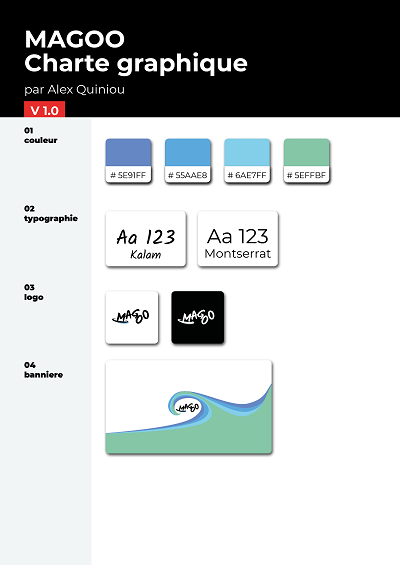 MAGOO
Charte graphique
par Alex Quiniou
V 1.0
01
couleur
# 5E91FF
# 55AAE8
# 6AE7FF
# 5EFFBF
02
typographie
Aa 123
Kalam
Aa 123
Montserrat
03
logo
MAGOO
MAGOO
04
banniere
MAGOO